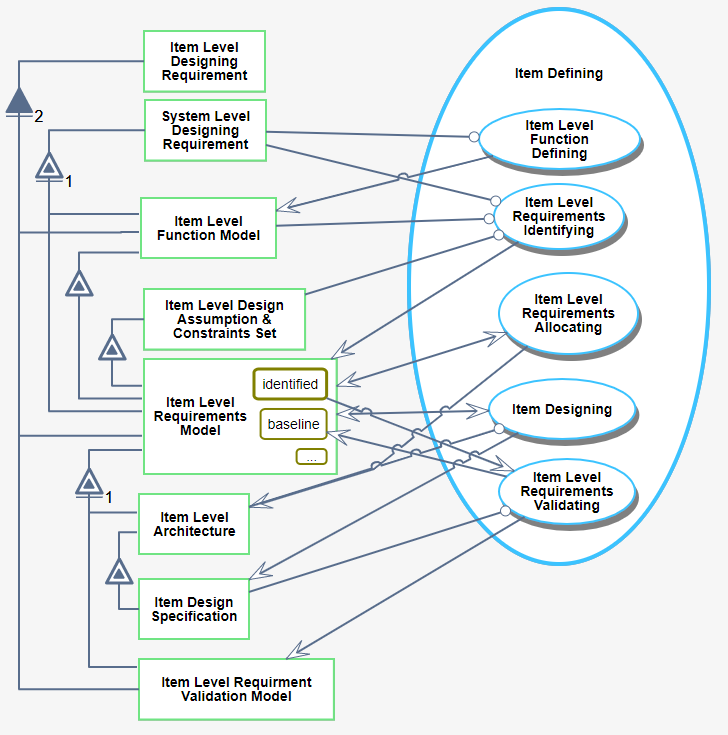 Item Level
Designing
Requirement
2
System Level
Designing
Requirement
1
Item Level
Function Model
Item Level Design
Assumption &
Constraints Set
Item Level
Requirements
Model
identified
baseline
...
1
Item Level
Architecture
Item Design
Specification
Item Level Requirment
Validation Model
Item Defining
Item Level
Function
Defining
Item Level
Requirements
Identifying
Item Level
Requirements
Allocating
Item Designing
Item Level
Requirements
Validating